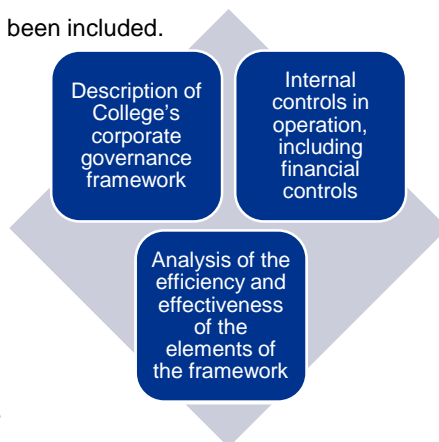 been included.
Description of
College's
corporate
governance
framework
Internal
controls in
operation,
including
financial
controls
Analysis of the
efficiency and
effectiveness
of the
elements of
the framework